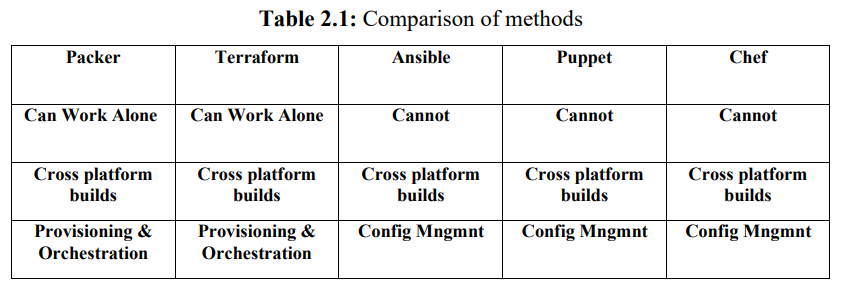 Table 2.1: Comparison of methods
Packer Terraform Ansible Puppet Chef
Can Work Alone Can Work Alone Cannot Cannot Cannot
Cross platform Cross platform Cross platform Cross platform Cross platform
builds builds builds builds builds
Provisioning & Provisioning & Config Mngmnt Config Mngmnt Config Mngmnt
Orchestration Orchestration